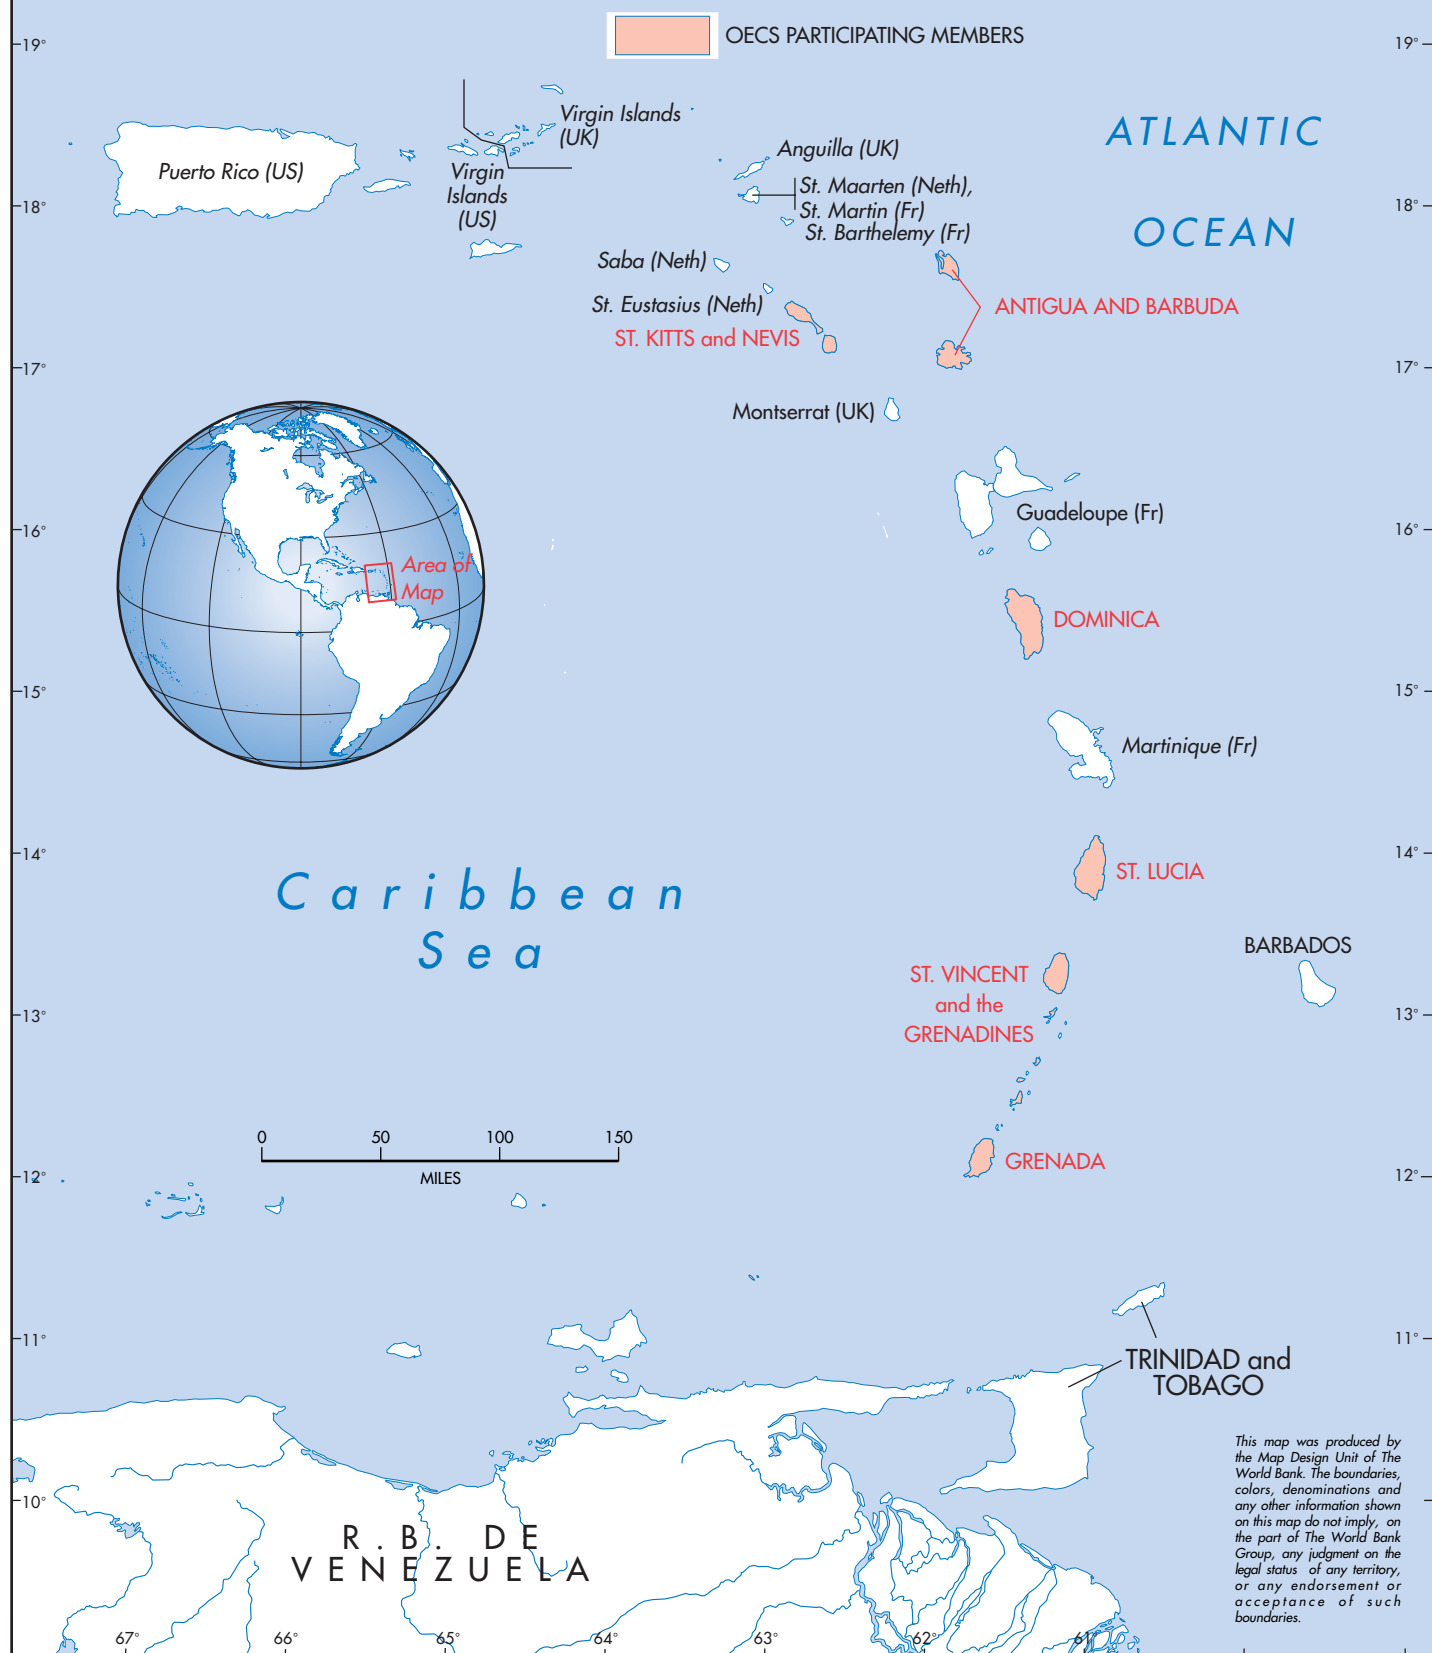 OECS PARTICIPATING MEMBERS
19°
19°
Virgin Islands
(UK)
ATLANTIC
Anguilla (UK)
Puerto Rico (US)
Virgin
Islands
(US)
St. Maarten (Neth),
St. Martin (Fr)
18°
18°
St. Barthelemy (Fr)
OCEAN
Saba (Neth)
St. Eustasius (Neth)
ANTIGUA AND BARBUDA
ST. KITTS and NEVIS
17°
17°
Montserrat (UK)
Guadeloupe (Fr)
16°
16°
Area of
Map
DOMINICA
15°
15°
Martinique (Fr)
14°
14°
ST. LUCIA
Caribbean
Sea
BARBADOS
ST. VINCENT
and the
GRENADINES
13°
13°
0 50 100 150
MILES
GRENADA
12°
12°
11°
11°
TRINIDAD and
TOBAGO
10°
R.B. DE
VENEZUELA
This map was produced by
the Map Design Unit of The
World Bank. The boundaries,
colors, denominations and
any other information shown
on this map do not imply, on
the part of The World Bank
Group, any judgment on the
legal status of any territory,
or any endorsement or
acceptance of such
boundaries.
67° 66° 65° 64° 63° 62° 61°